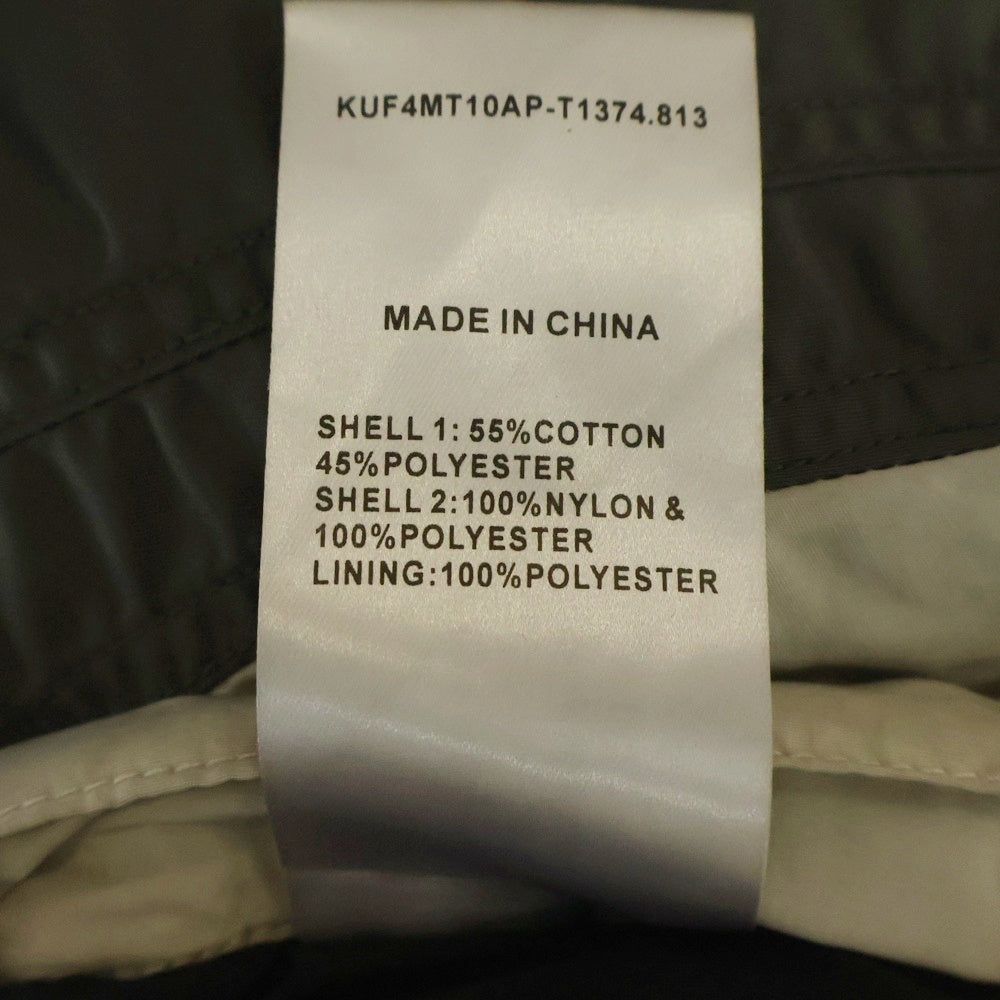 KUF4MT10AP-T1374.813
MADE IN CHINA
SHELL 1: 55%COTTON
45%POLYESTER
SHELL 2:100%NYLON &
100%POLYESTER
LINING:100%POLYESTER